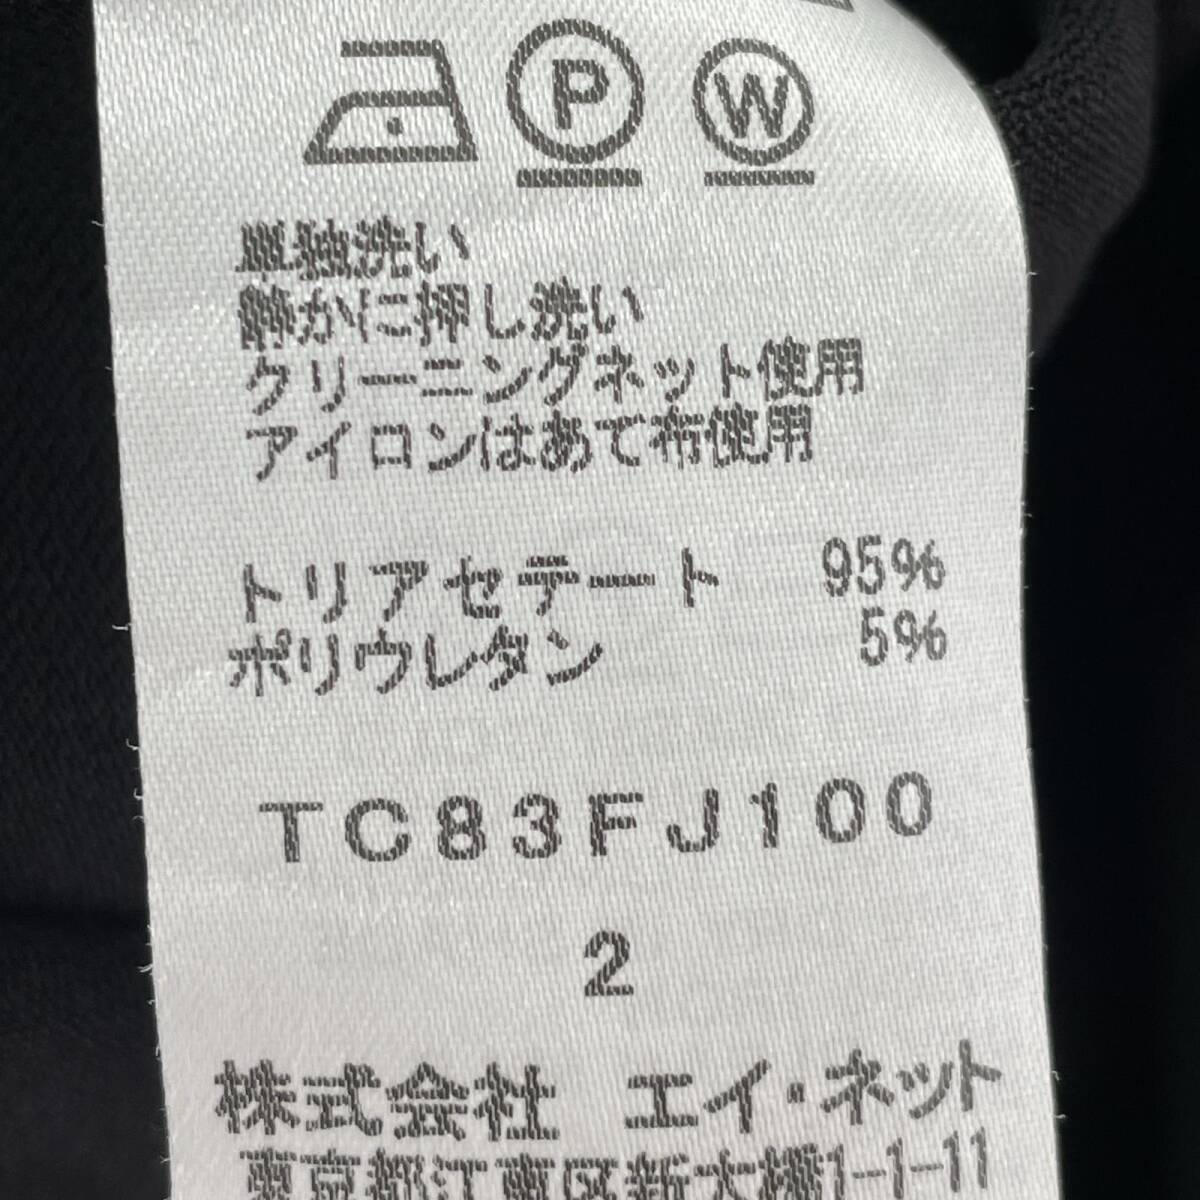 P W
単独洗い
静かに押し洗い
クリーニングネット使用
アイロンはあて布使用
トリアセテート 95%
ポリウレタン 5%
TC83FJ100
2
株式会社 エイ・ネット
東京都江東区新大橋1-1-11